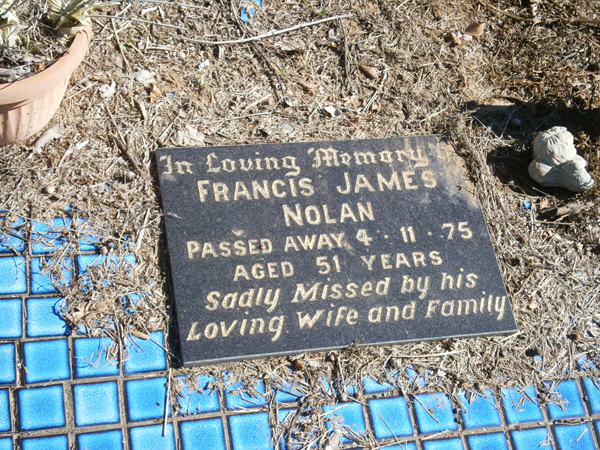 In Loving Memory of
FRANCIS JAMES
NOLAN
PASSED AWAY 4·11·75
AGED 51 YEARS
Sadly Missed by his
Loving Wife and Family